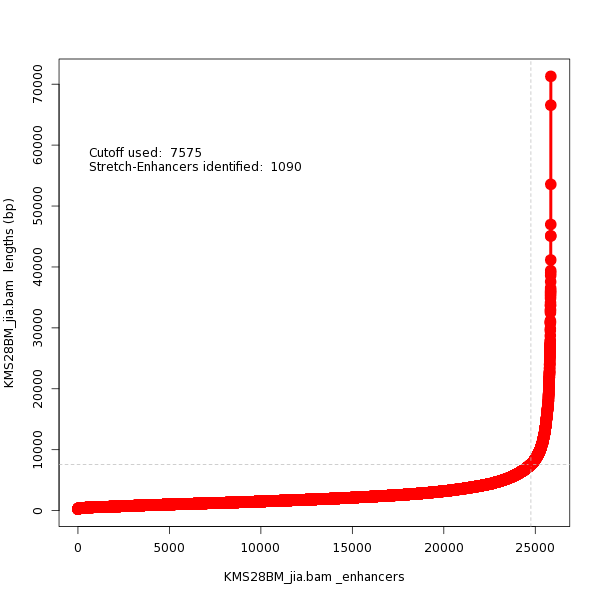 70000
60000
50000
40000
30000
20000
10000
0
KMS28BM_jia.bam  lengths (bp)
Cutoff used:  7575
Stretch-Enhancers identified:  1090
0 5000 10000 15000 20000 25000
KMS28BM_jia.bam _enhancers